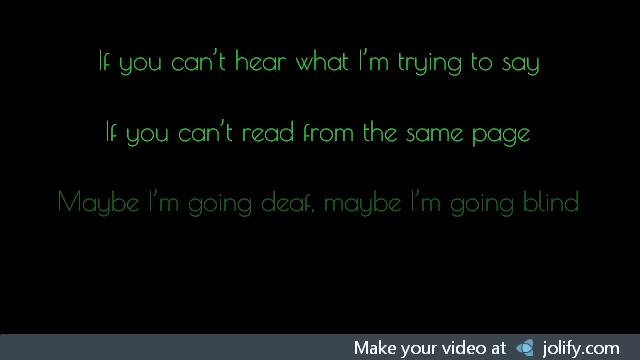 If you can't hear what I'm trying to say
If you can't read from the same page
Maybe I'm going deaf, maybe I'm going blind
Make your video at jolify.com